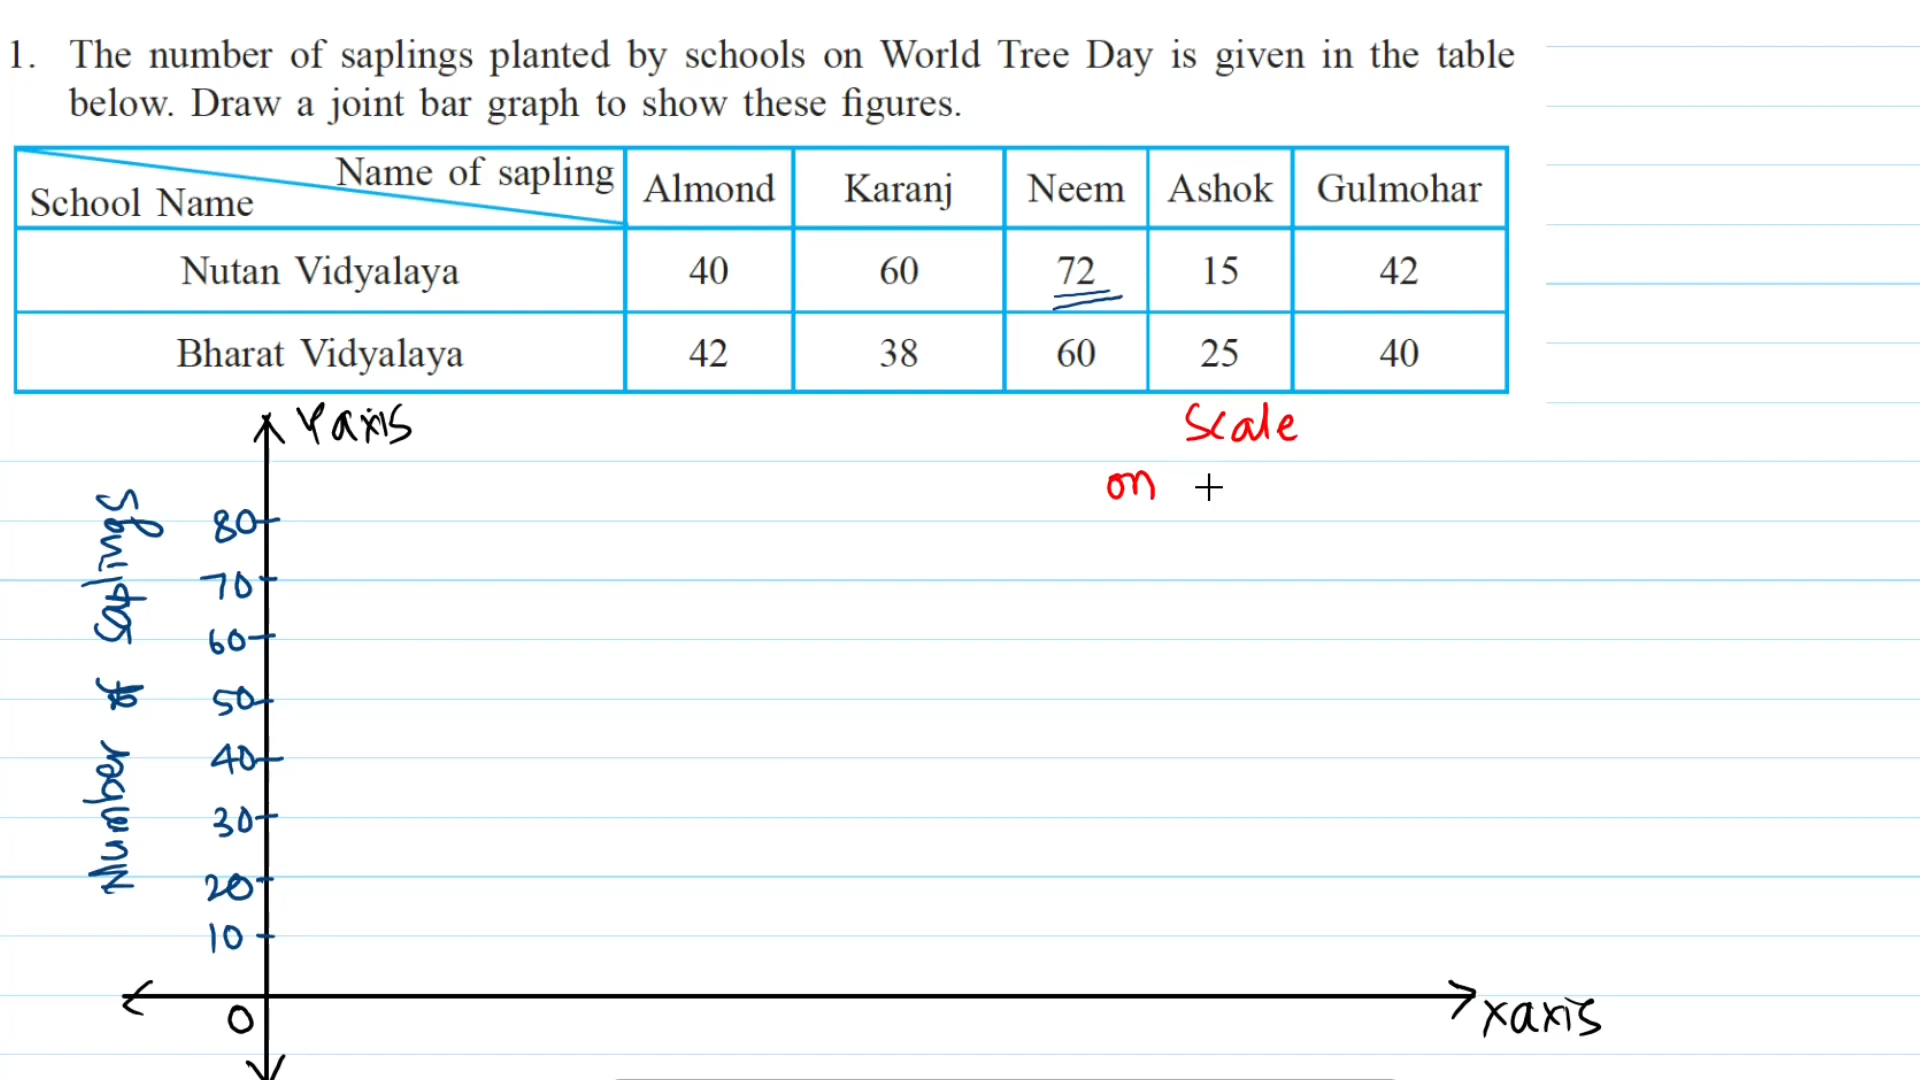 1. The number of saplings planted by schools on World Tree Day is given in the table
below. Draw a joint bar graph to show these figures.
Name of sapling
School Name
Almond Karanj Neem Ashok Gulmohar
Nutan Vidyalaya 40 60 72 15 42
Bharat Vidyalaya 42 38 60 25 40
Yaxis
Scale
on
Number of saplings
80
70
60
50
40
30
20
10
0
xaxis